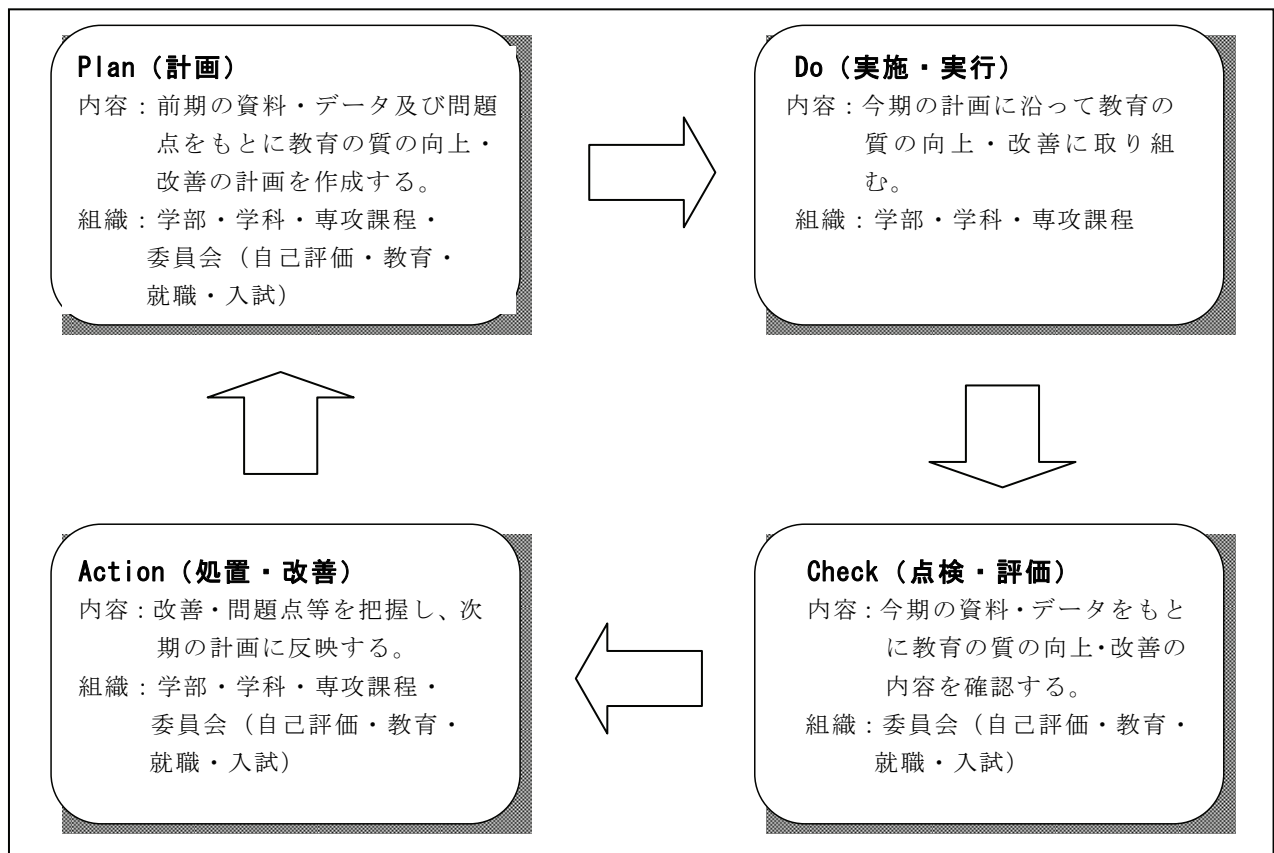 Plan（計画）
内容：前期の資料・データ及び問題
点をもとに教育の質の向上・
改善の計画を作成する。
組織：学部・学科・専攻課程・
委員会（自己評価・教育・
就職・入試）
Do（実施・実行）
内容：今期の計画に沿って教育の
質の向上・改善に取り組
む。
組織：学部・学科・専攻課程
Action（処置・改善）
内容：改善・問題点等を把握し、次
期の計画に反映する。
組織：学部・学科・専攻課程・
委員会（自己評価・教育・
就職・入試）
Check（点検・評価）
内容：今期の資料・データをもと
に教育の質の向上・改善の
内容を確認する。
組織：委員会（自己評価・教育・
就職・入試）